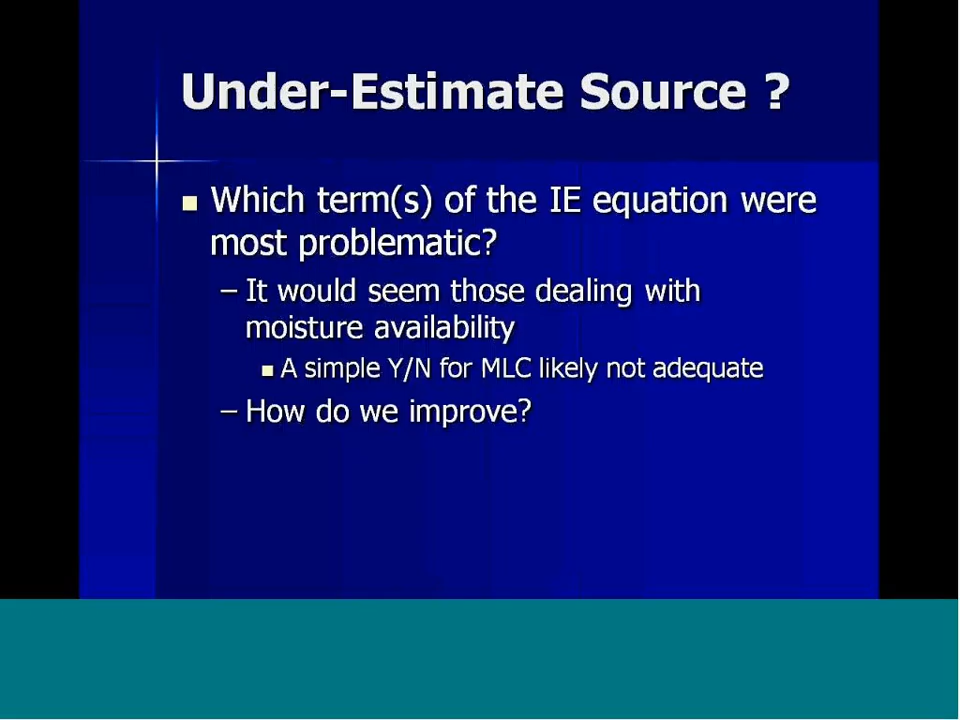 Under-Estimate Source ?
Which term(s) of the IE equation were
most problematic?
– It would seem those dealing with
moisture availability
A simple Y/N for MLC likely not adequate
– How do we improve?